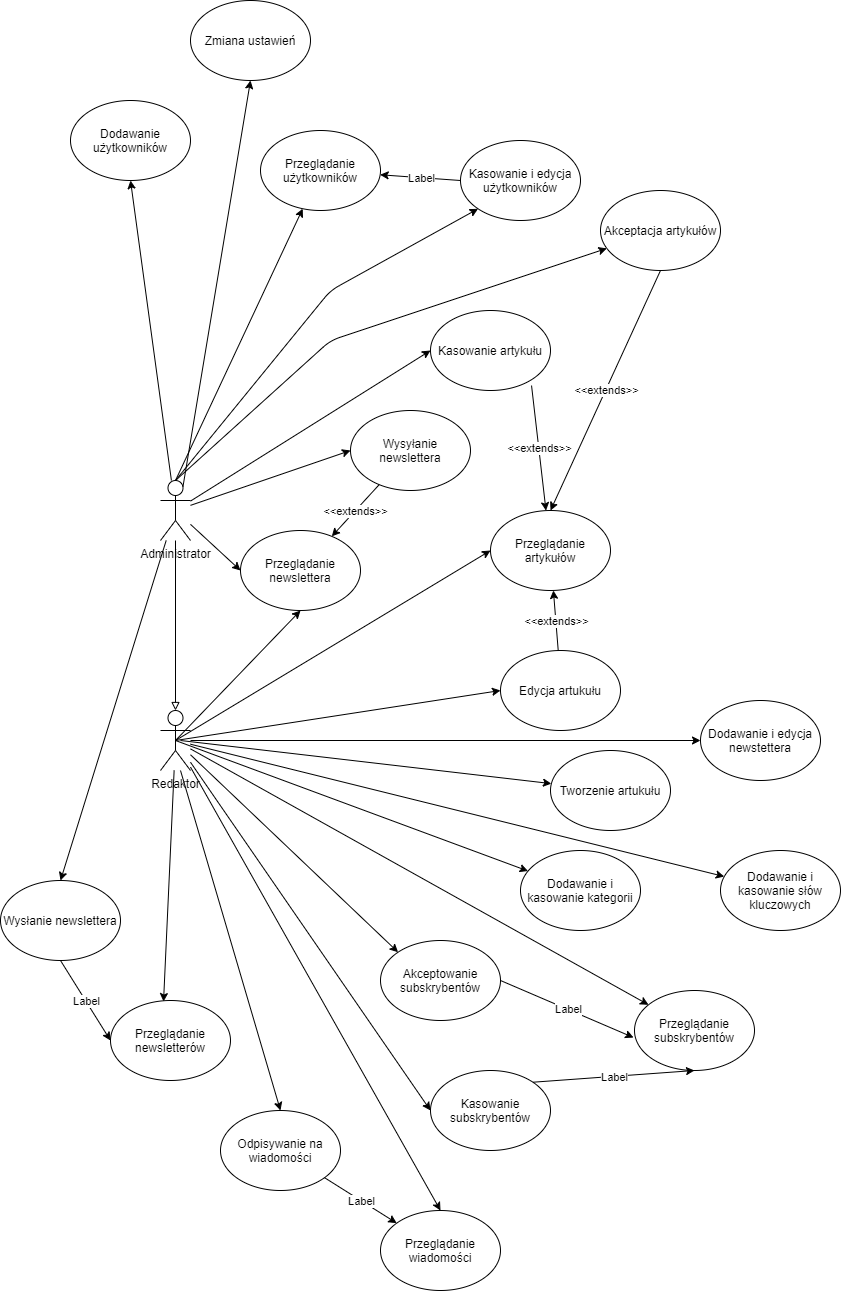 Zmiana ustawień
Dodawanie
użytkowników
Przeglądanie
użytkowników
Label
Kasowanie i edycja
użytkowników
Akceptacja artykułów
Kasowanie artykułu
<<extends>>
Wysyłanie
newslettera
<<extends>>
<<extends>>
Administrator
Przeglądanie
newslettera
Przeglądanie
artykułów
<<extends>>
Edycja artukułu
Dodawanie i edycja
newstettera
Redaktor
Tworzenie artukułu
Dodawanie i
kasowanie kategorii
Dodawanie i
kasowanie słów
kluczowych
Wysłanie newslettera
Akceptowanie
subskrybentów
Label
Label
Przeglądanie
newsletterów
Przeglądanie
subskrybentów
Label
Kasowanie
subskrybentów
Odpisywanie na
wiadomości
Label
Przeglądanie
wiadomości